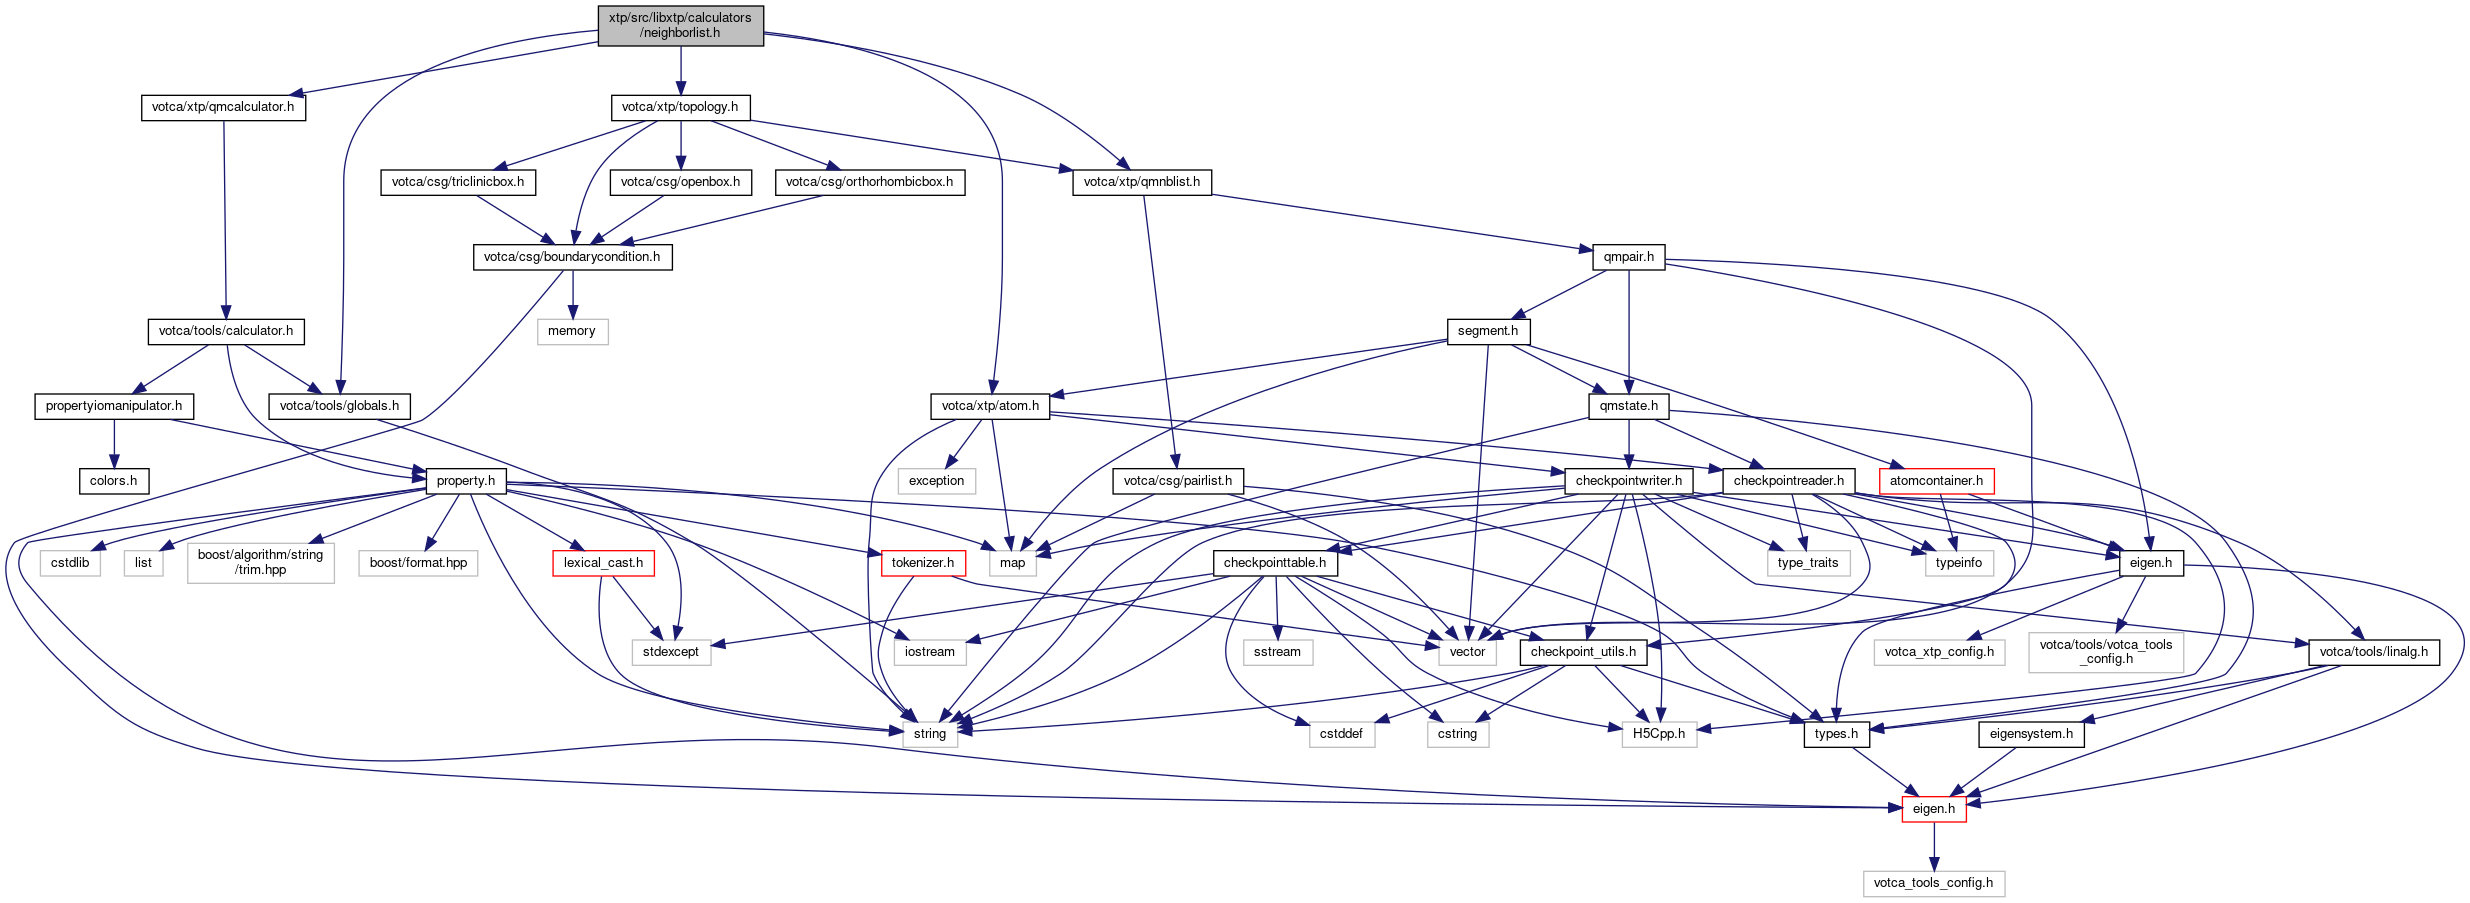 xtp/src/libxtp/calculators
/neighborlist.h
votca/xtp/qmcalculator.h
votca/xtp/topology.h
votca/csg/triclinicbox.h
votca/csg/openbox.h
votca/csg/orthorhombicbox.h
votca/xtp/qmnblist.h
votca/csg/boundarycondition.h
qmpair.h
votca/tools/calculator.h
memory
segment.h
propertyiomanipulator.h
votca/tools/globals.h
votca/xtp/atom.h
qmstate.h
colors.h
property.h
exception
votca/csg/pairlist.h
checkpointwriter.h
checkpointreader.h
atomcontainer.h
cstdlib
list
boost/algorithm/string
/trim.hpp
boost/format.hpp
lexical_cast.h
tokenizer.h
map
checkpointtable.h
type_traits
typeinfo
eigen.h
stdexcept
iostream
sstream
vector
checkpoint_utils.h
votca_xtp_config.h
votca/tools/votca_tools
_config.h
votca/tools/linalg.h
string
cstddef
cstring
H5Cpp.h
types.h
eigensystem.h
eigen.h
votca_tools_config.h